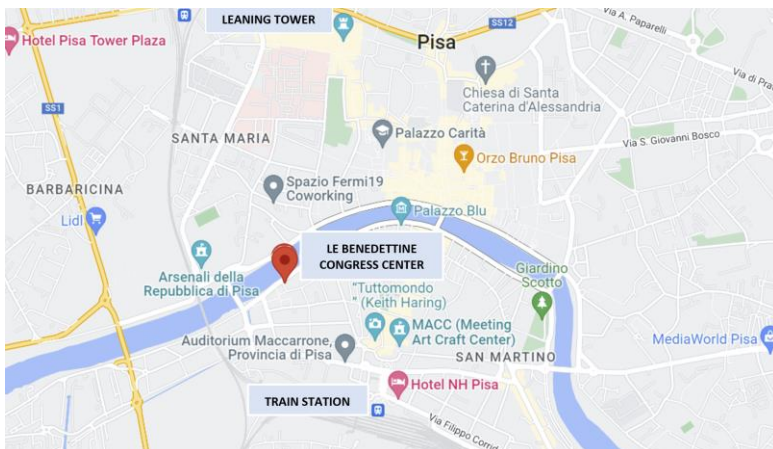 LEANING TOWER
Via A. Paparelli
SS1
Hotel Pisa Tower Plaza
Pisa
Via di Pra
Chiesa di Santa
Caterina d'Alessandria
SS1
SANTA MARIA
Palazzo Carità
Via S. Giovanni Bosco
Orzo Bruno Pisa
BARBARICINA
Spazio Fermi19
Coworking
Lidl
Palazzo Blu
LE BENEDETTINE
CONGRESS CENTER
Arsenali della
Repubblica di Pisa
Giardino
Scotto
"Tuttomondo
" (Keith Haring)
MACC (Meeting
Art Craft Center)
Auditorium Maccarrone,
Provincia di Pisa
MediaWorld Pisa
SAN MARTINO
Hotel NH Pisa
TRAIN STATION
Via Filippo Corrid